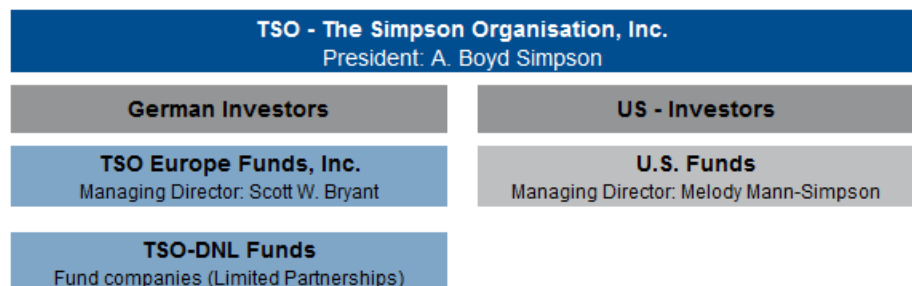 TSO - The Simpson Organisation, Inc.
President: A. Boyd Simpson
German Investors
US - Investors
TSO Europe Funds, Inc.
Managing Director: Scott W. Bryant
U.S. Funds
Managing Director: Melody Mann-Simpson
TSO-DNL Funds
Fund companies (Limited Partnerships)